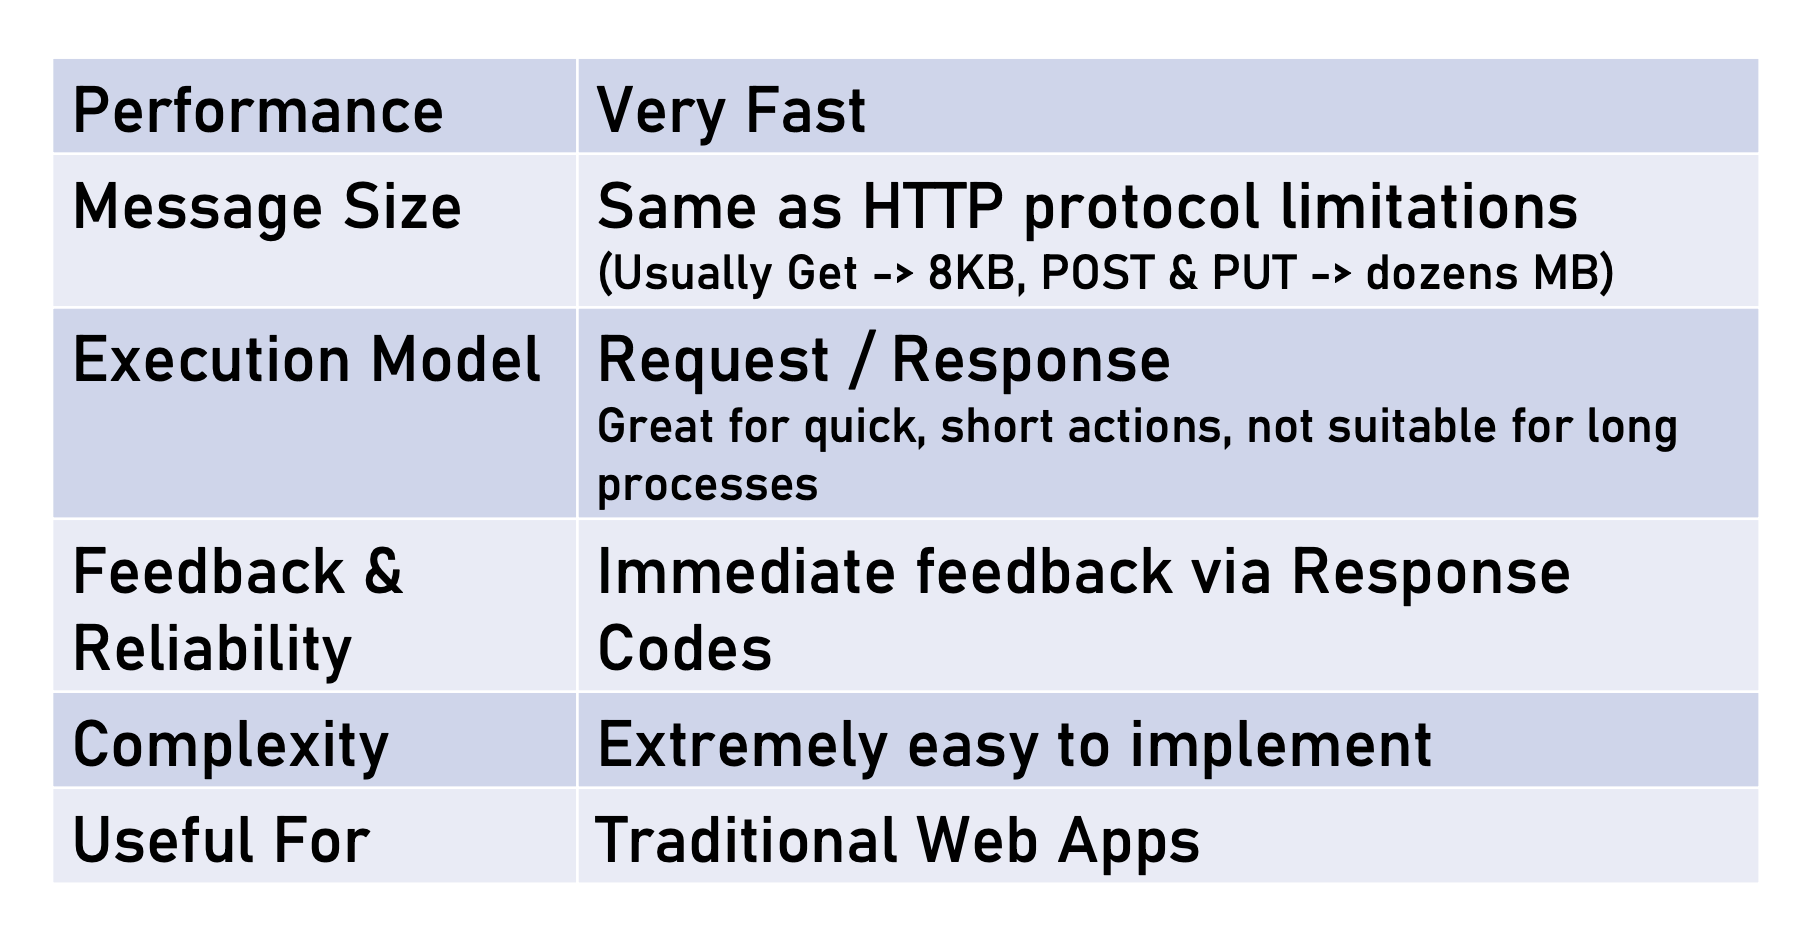 Performance
Very Fast
Message Size
Same as HTTP protocol limitations
(Usually Get -> 8KB, POST & PUT -> dozens MB)
Execution Model
Request / Response
Great for quick, short actions, not suitable for long
processes
Feedback &
Reliability
Immediate feedback via Response
Codes
Complexity
Extremely easy to implement
Useful For
Traditional Web Apps